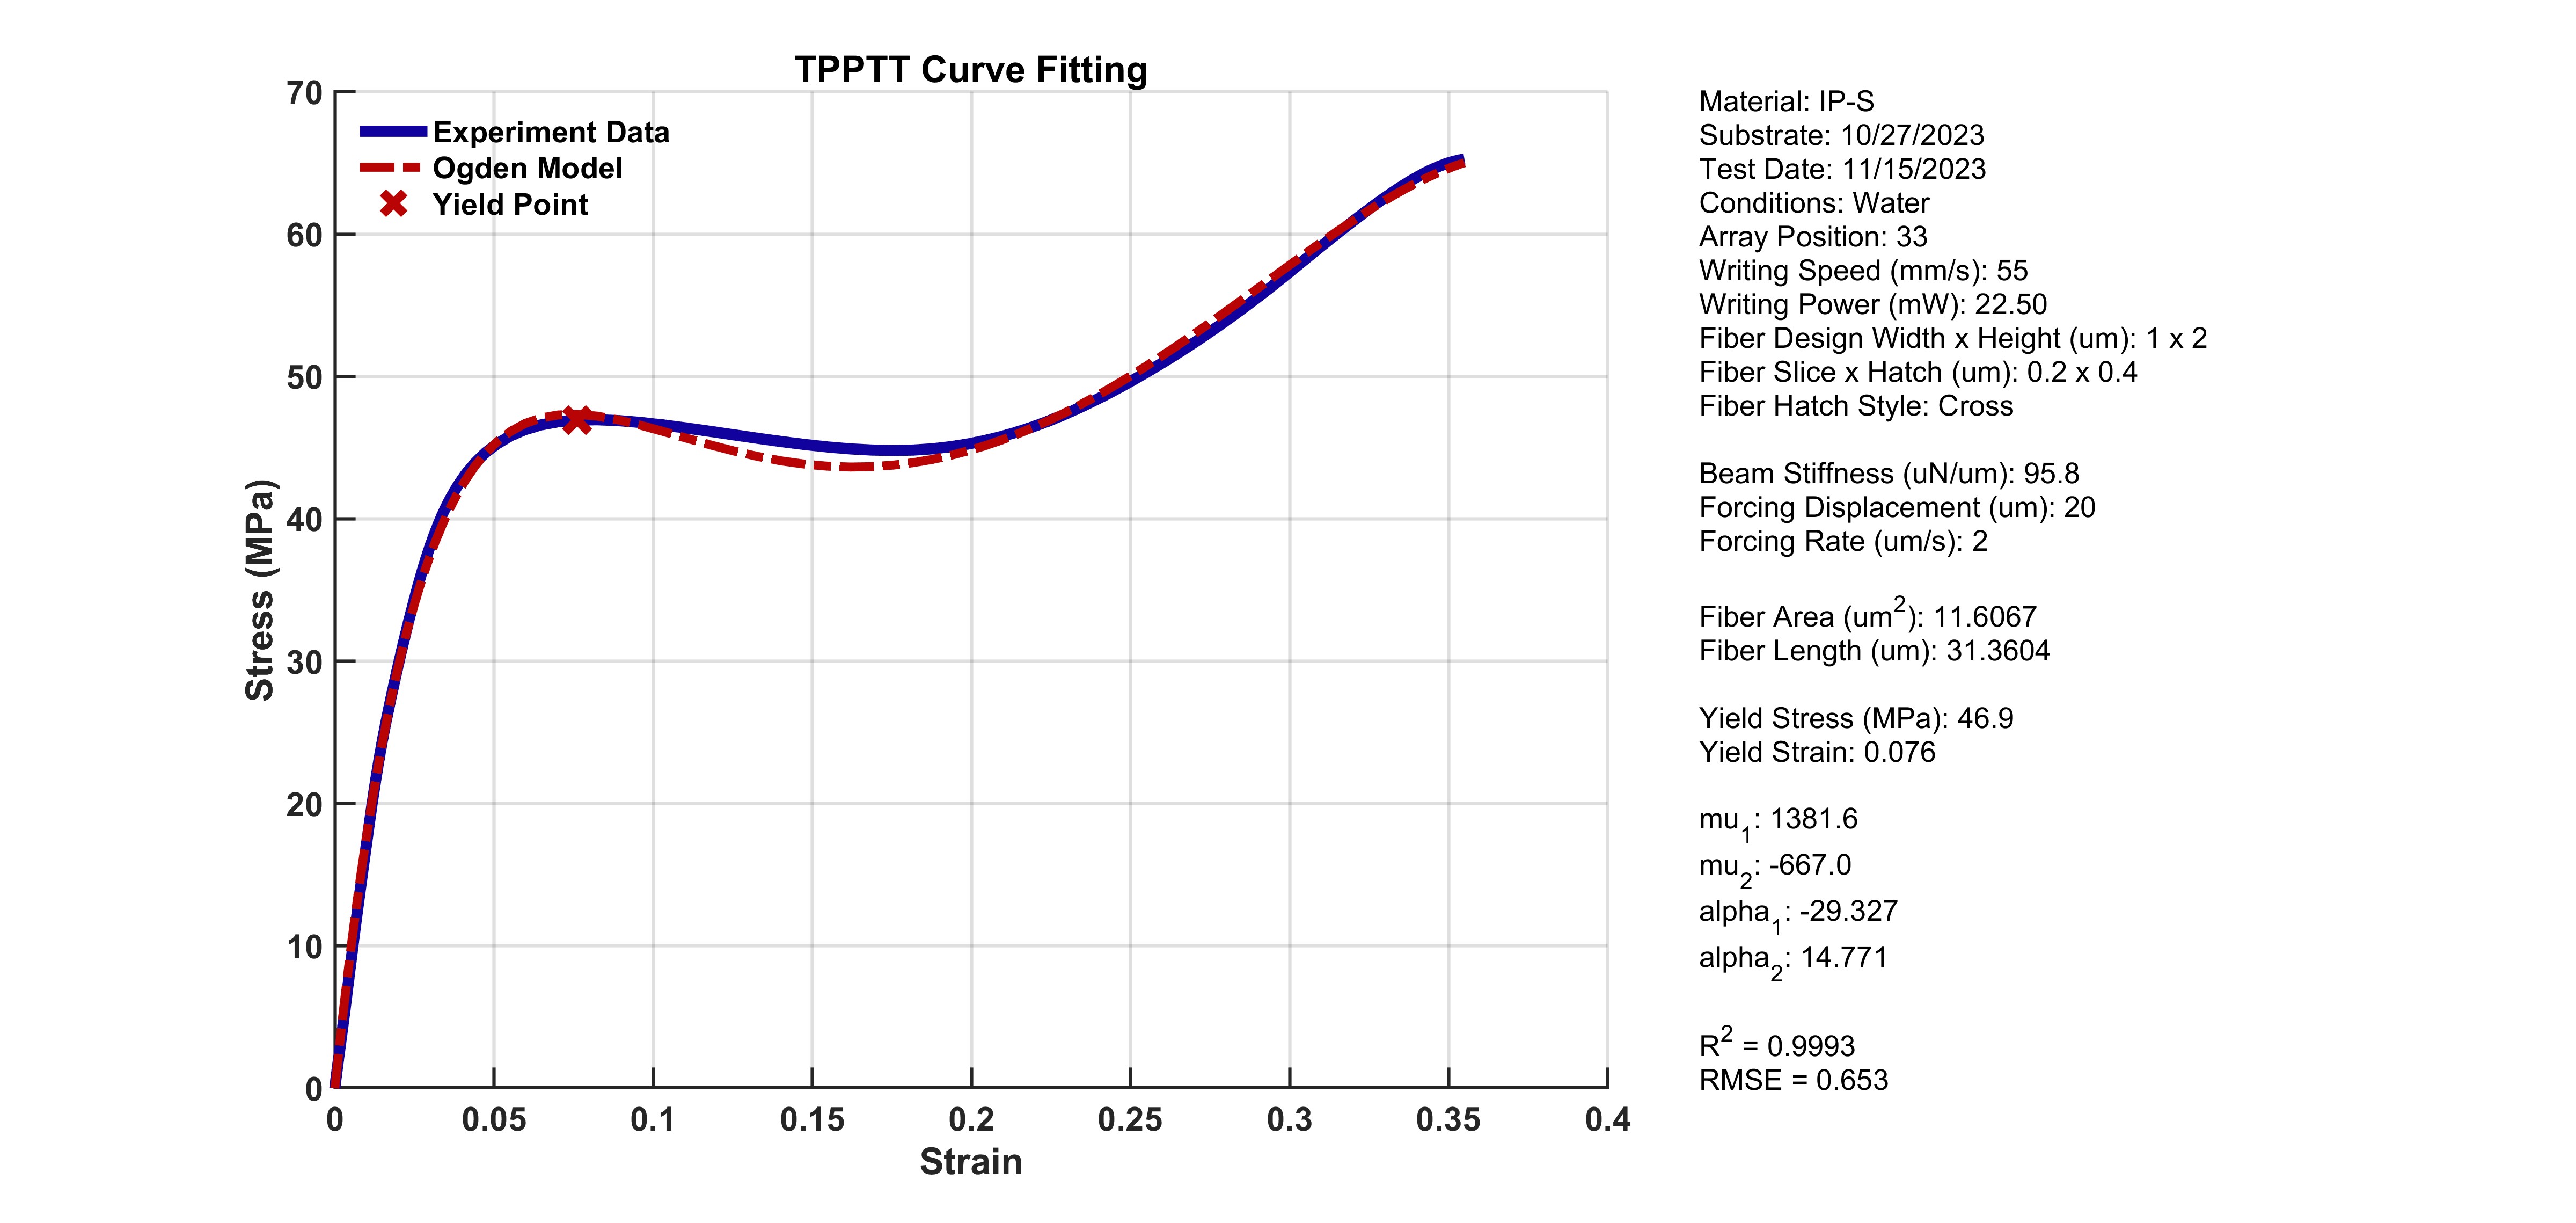 TPPTT Curve Fitting
70
60
50
40
30
20
10
0
Stress (MPa)
Experiment Data
Ogden Model
Yield Point
0 0.05 0.1 0.15 0.2 0.25 0.3 0.35 0.4
Strain
Material: IP-S
Substrate: 10/27/2023
Test Date: 11/15/2023
Conditions: Water
Array Position: 33
Writing Speed (mm/s): 55
Writing Power (mW): 22.50
Fiber Design Width x Height (um): 1 x 2
Fiber Slice x Hatch (um): 0.2 x 0.4
Fiber Hatch Style: Cross
Beam Stiffness (uN/um): 95.8
Forcing Displacement (um): 20
Forcing Rate (um/s): 2
Fiber Area (um²): 11.6067
Fiber Length (um): 31.3604
Yield Stress (MPa): 46.9
Yield Strain: 0.076
mu₁: 1381.6
mu₂: -667.0
alpha₁: -29.327
alpha₂: 14.771
R² = 0.9993
RMSE = 0.653